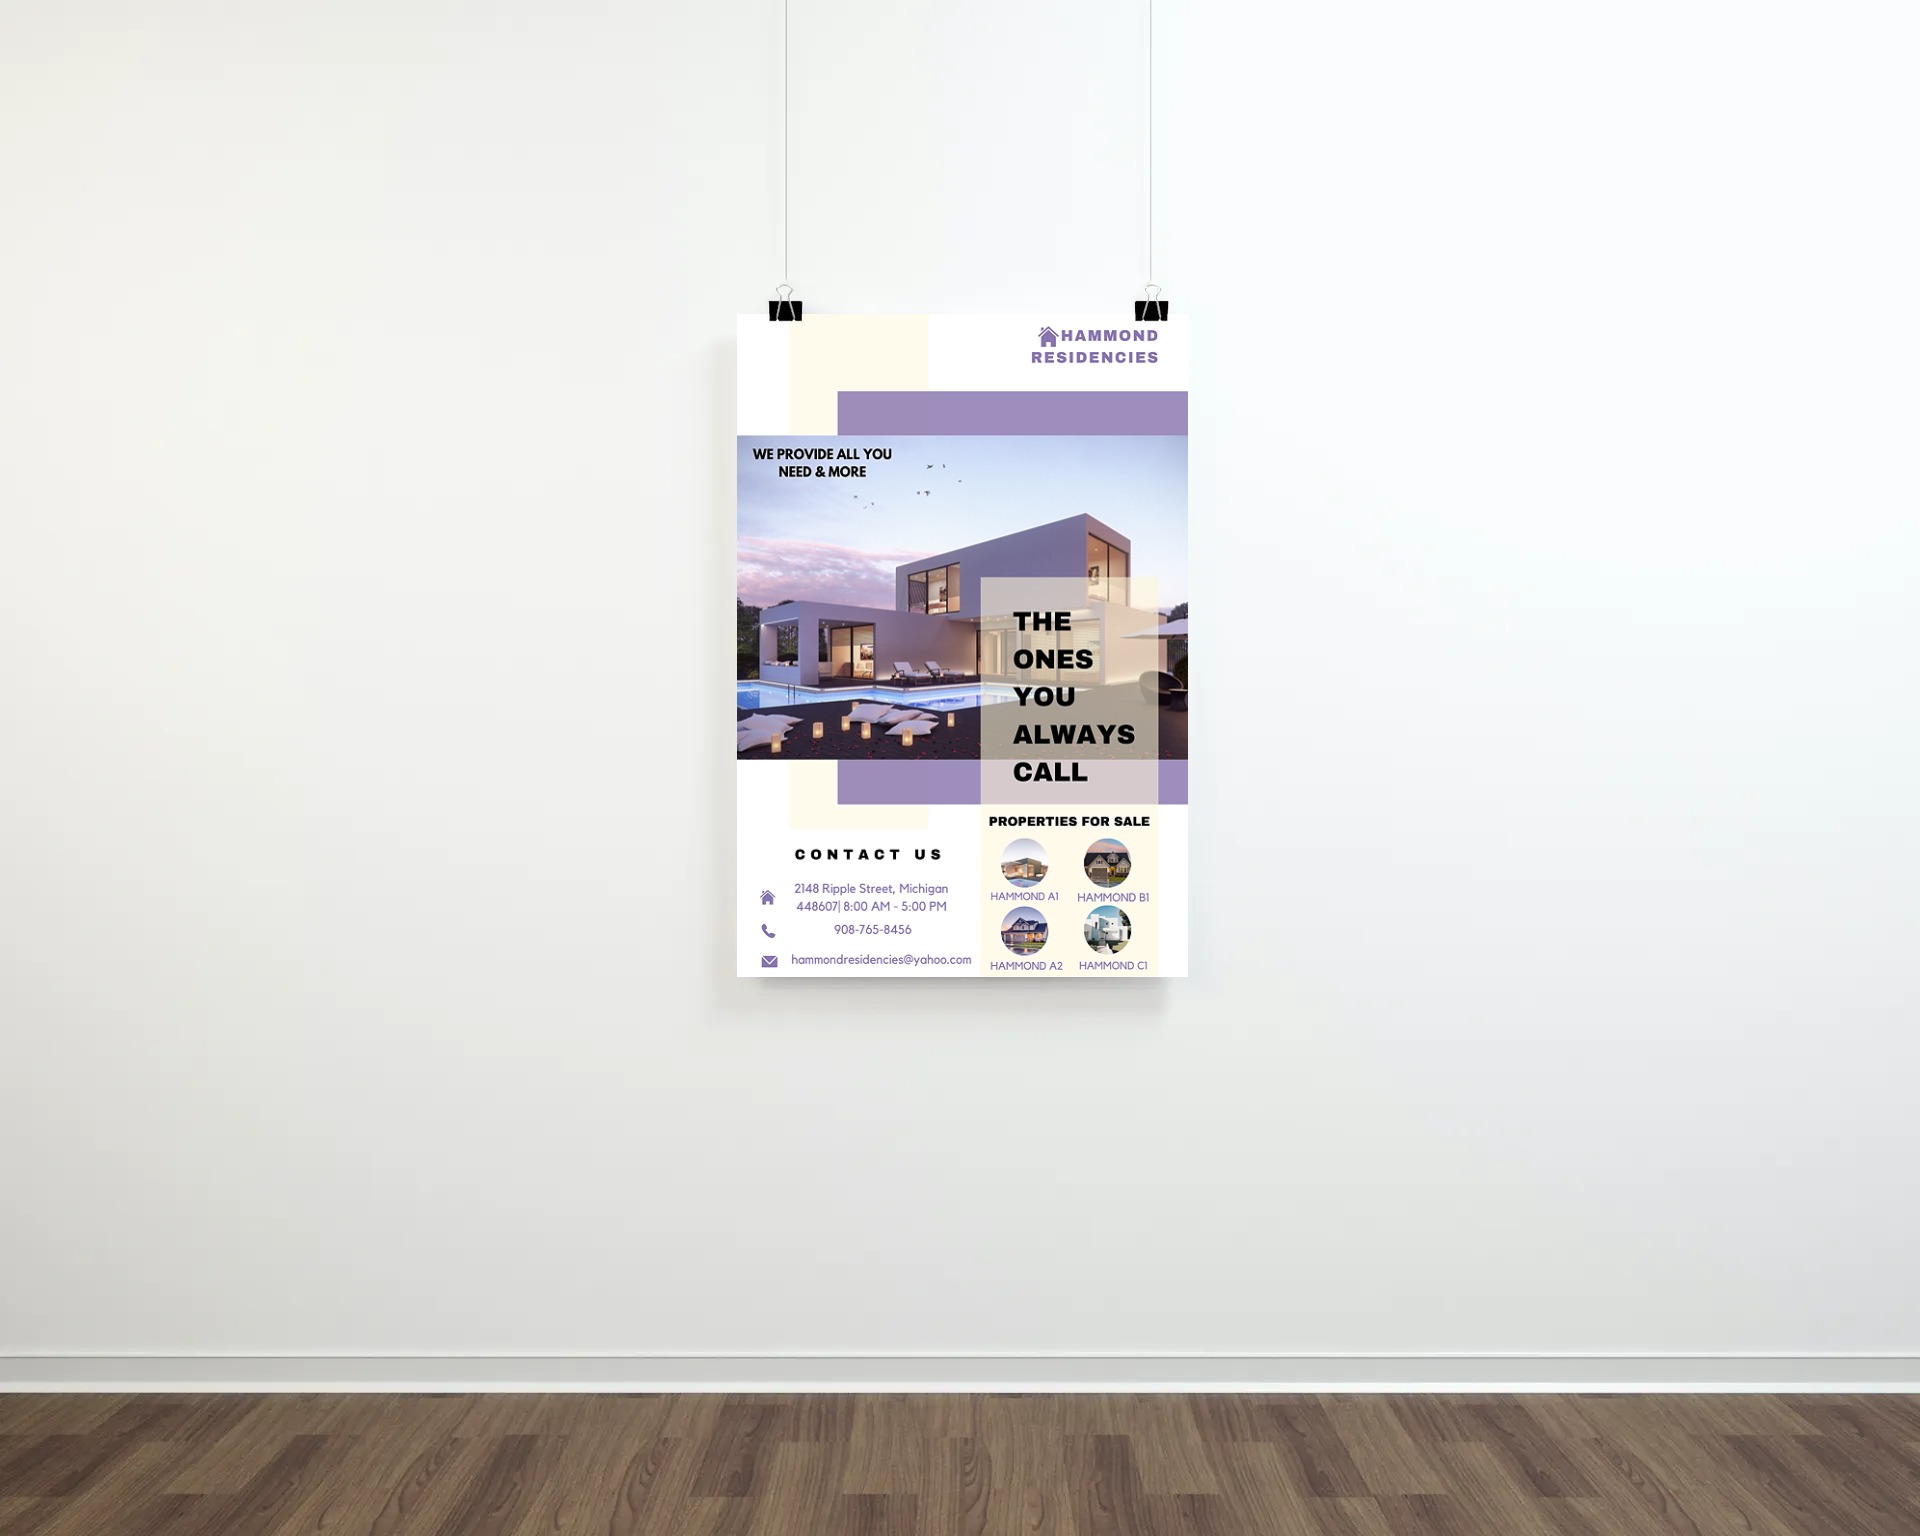 HAMMOND
RESIDENCIES
WE PROVIDE ALL YOU
NEED & MORE
THE
ONES
YOU
ALWAYS
CALL
PROPERTIES FOR SALE
HAMMOND A1
HAMMOND B1
HAMMOND A2
HAMMOND C1
CONTACT US
2148 Ripple Street, Michigan
448607| 8:00 AM - 5:00 PM
908-765-8456
hammondresidencies@yahoo.com